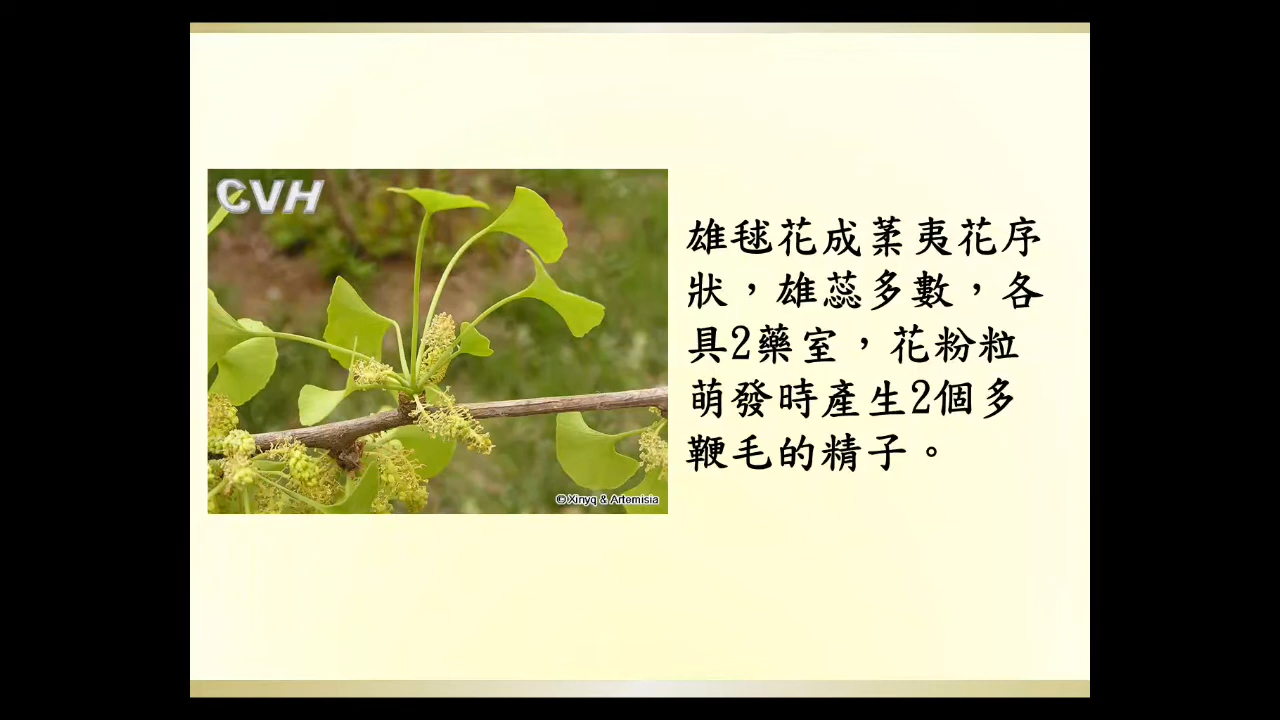 CVH
雄毬花成葇荑花序
狀，雄蕊多數，各
具2藥室，花粉粒
萌發時產生2個多
鞭毛的精子。
© Xinyq & Artemisia